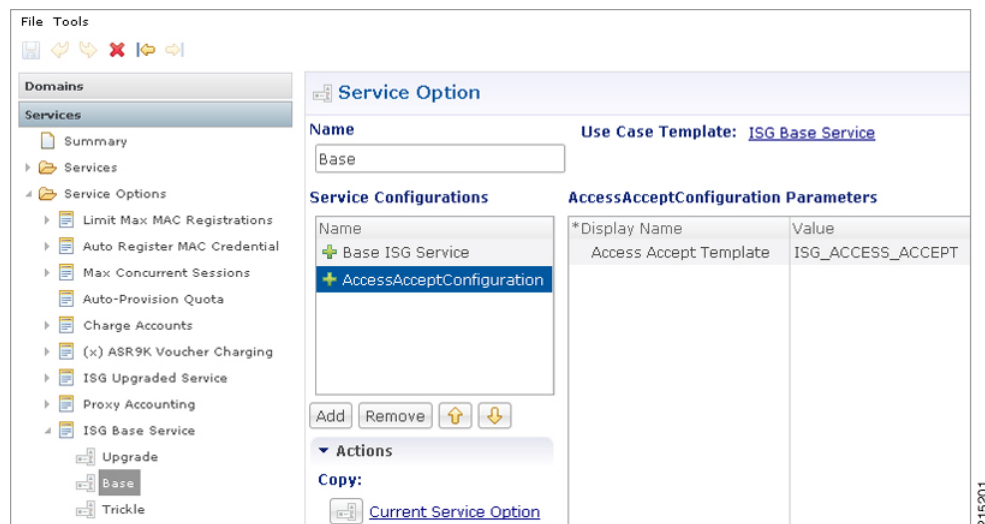 File Tools
Domains
Services
Summary
Services
Service Options
Limit Max MAC Registrations
Auto Register MAC Credential
Max Concurrent Sessions
Auto-Provision Quota
Charge Accounts
(x) ASR9K Voucher Charging
ISG Upgraded Service
Proxy Accounting
ISG Base Service
Upgrade
Base
Trickle
Service Option
Name
Base
Use Case Template: ISG Base Service
Service Configurations
Name
Base ISG Service
AccessAcceptConfiguration
Add Remove
Actions
Copy:
Current Service Option
AccessAcceptConfiguration Parameters
*Display Name Value
Access Accept Template ISG_ACCESS_ACCEPT